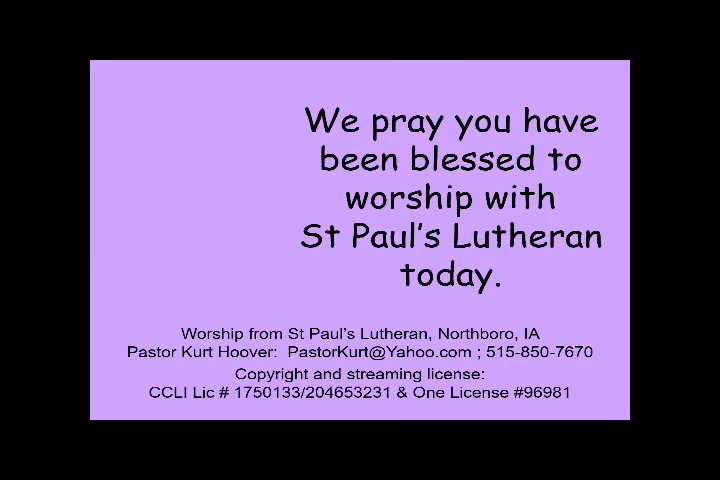 We pray you have
been blessed to
worship with
St Paul's Lutheran
today.
Worship from St Paul's Lutheran, Northboro, IA
Pastor Kurt Hoover:  PastorKurt@Yahoo.com ; 515-850-7670
Copyright and streaming license:
CCLI Lic # 1750133/204653231 & One License #96981